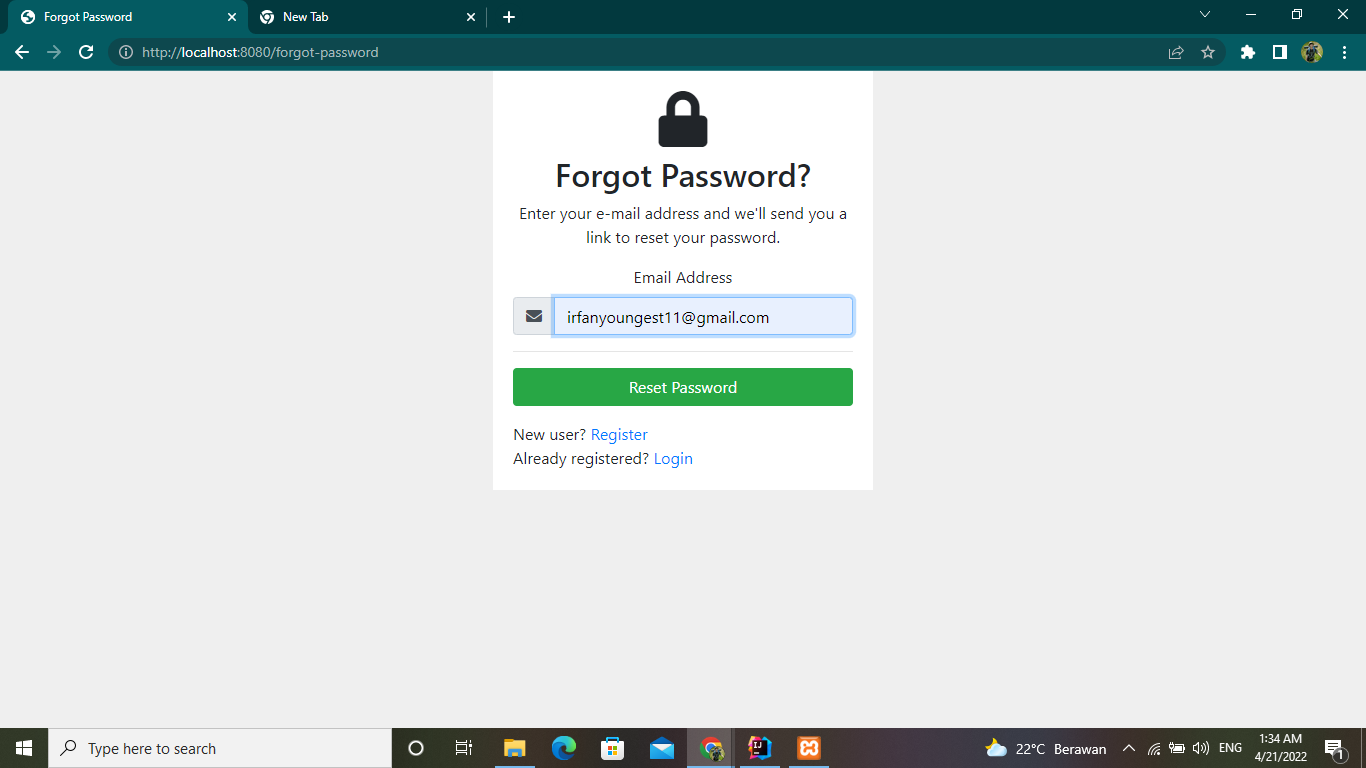 Forgot Password
New Tab
http://localhost:8080/forgot-password
Forgot Password?
Enter your e-mail address and we'll send you a
link to reset your password.
Email Address
irfanyoungest11@gmail.com
Reset Password
New user? Register
Already registered? Login
Type here to search
IJ
22°C Berawan
ENG
1:34 AM
4/21/2022
1